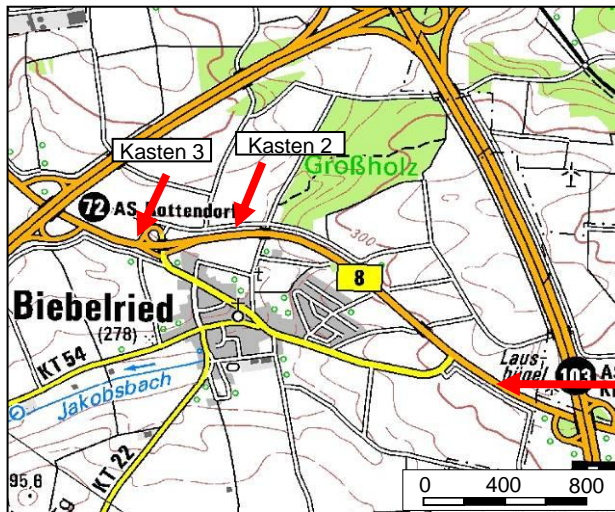 Kasten 3
Kasten 2
Großholz
72 AS Rottendorf
300
8
Biebelried
(278)
KT 54
Jakobsbach
KT 22
Laus-
hügel
103
95,6
0 400 800